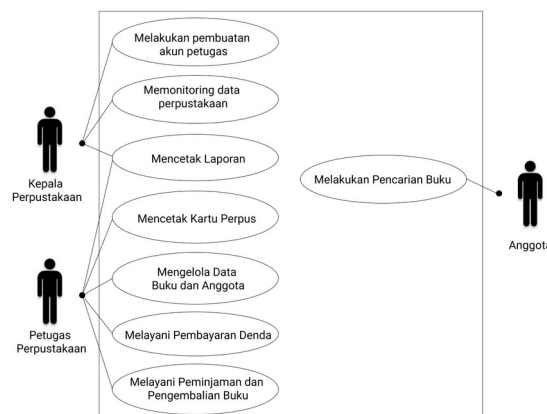 Melakukan pembuatan
akun petugas
Memonitoring data
perpustakaan
Mencetak Laporan
Kepala
Perpustakaan
Melakukan Pencarian Buku
Mencetak Kartu Perpus
Anggota
Mengelola Data
Buku dan Anggota
Petugas
Perpustakaan
Melayani Pembayaran Denda
Melayani Peminjaman dan
Pengembalian Buku